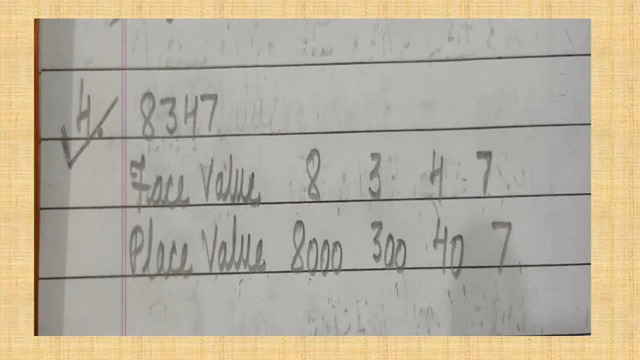 4. 8347
Face Value 8 3 4 7
Place Value 8000 300 40 7